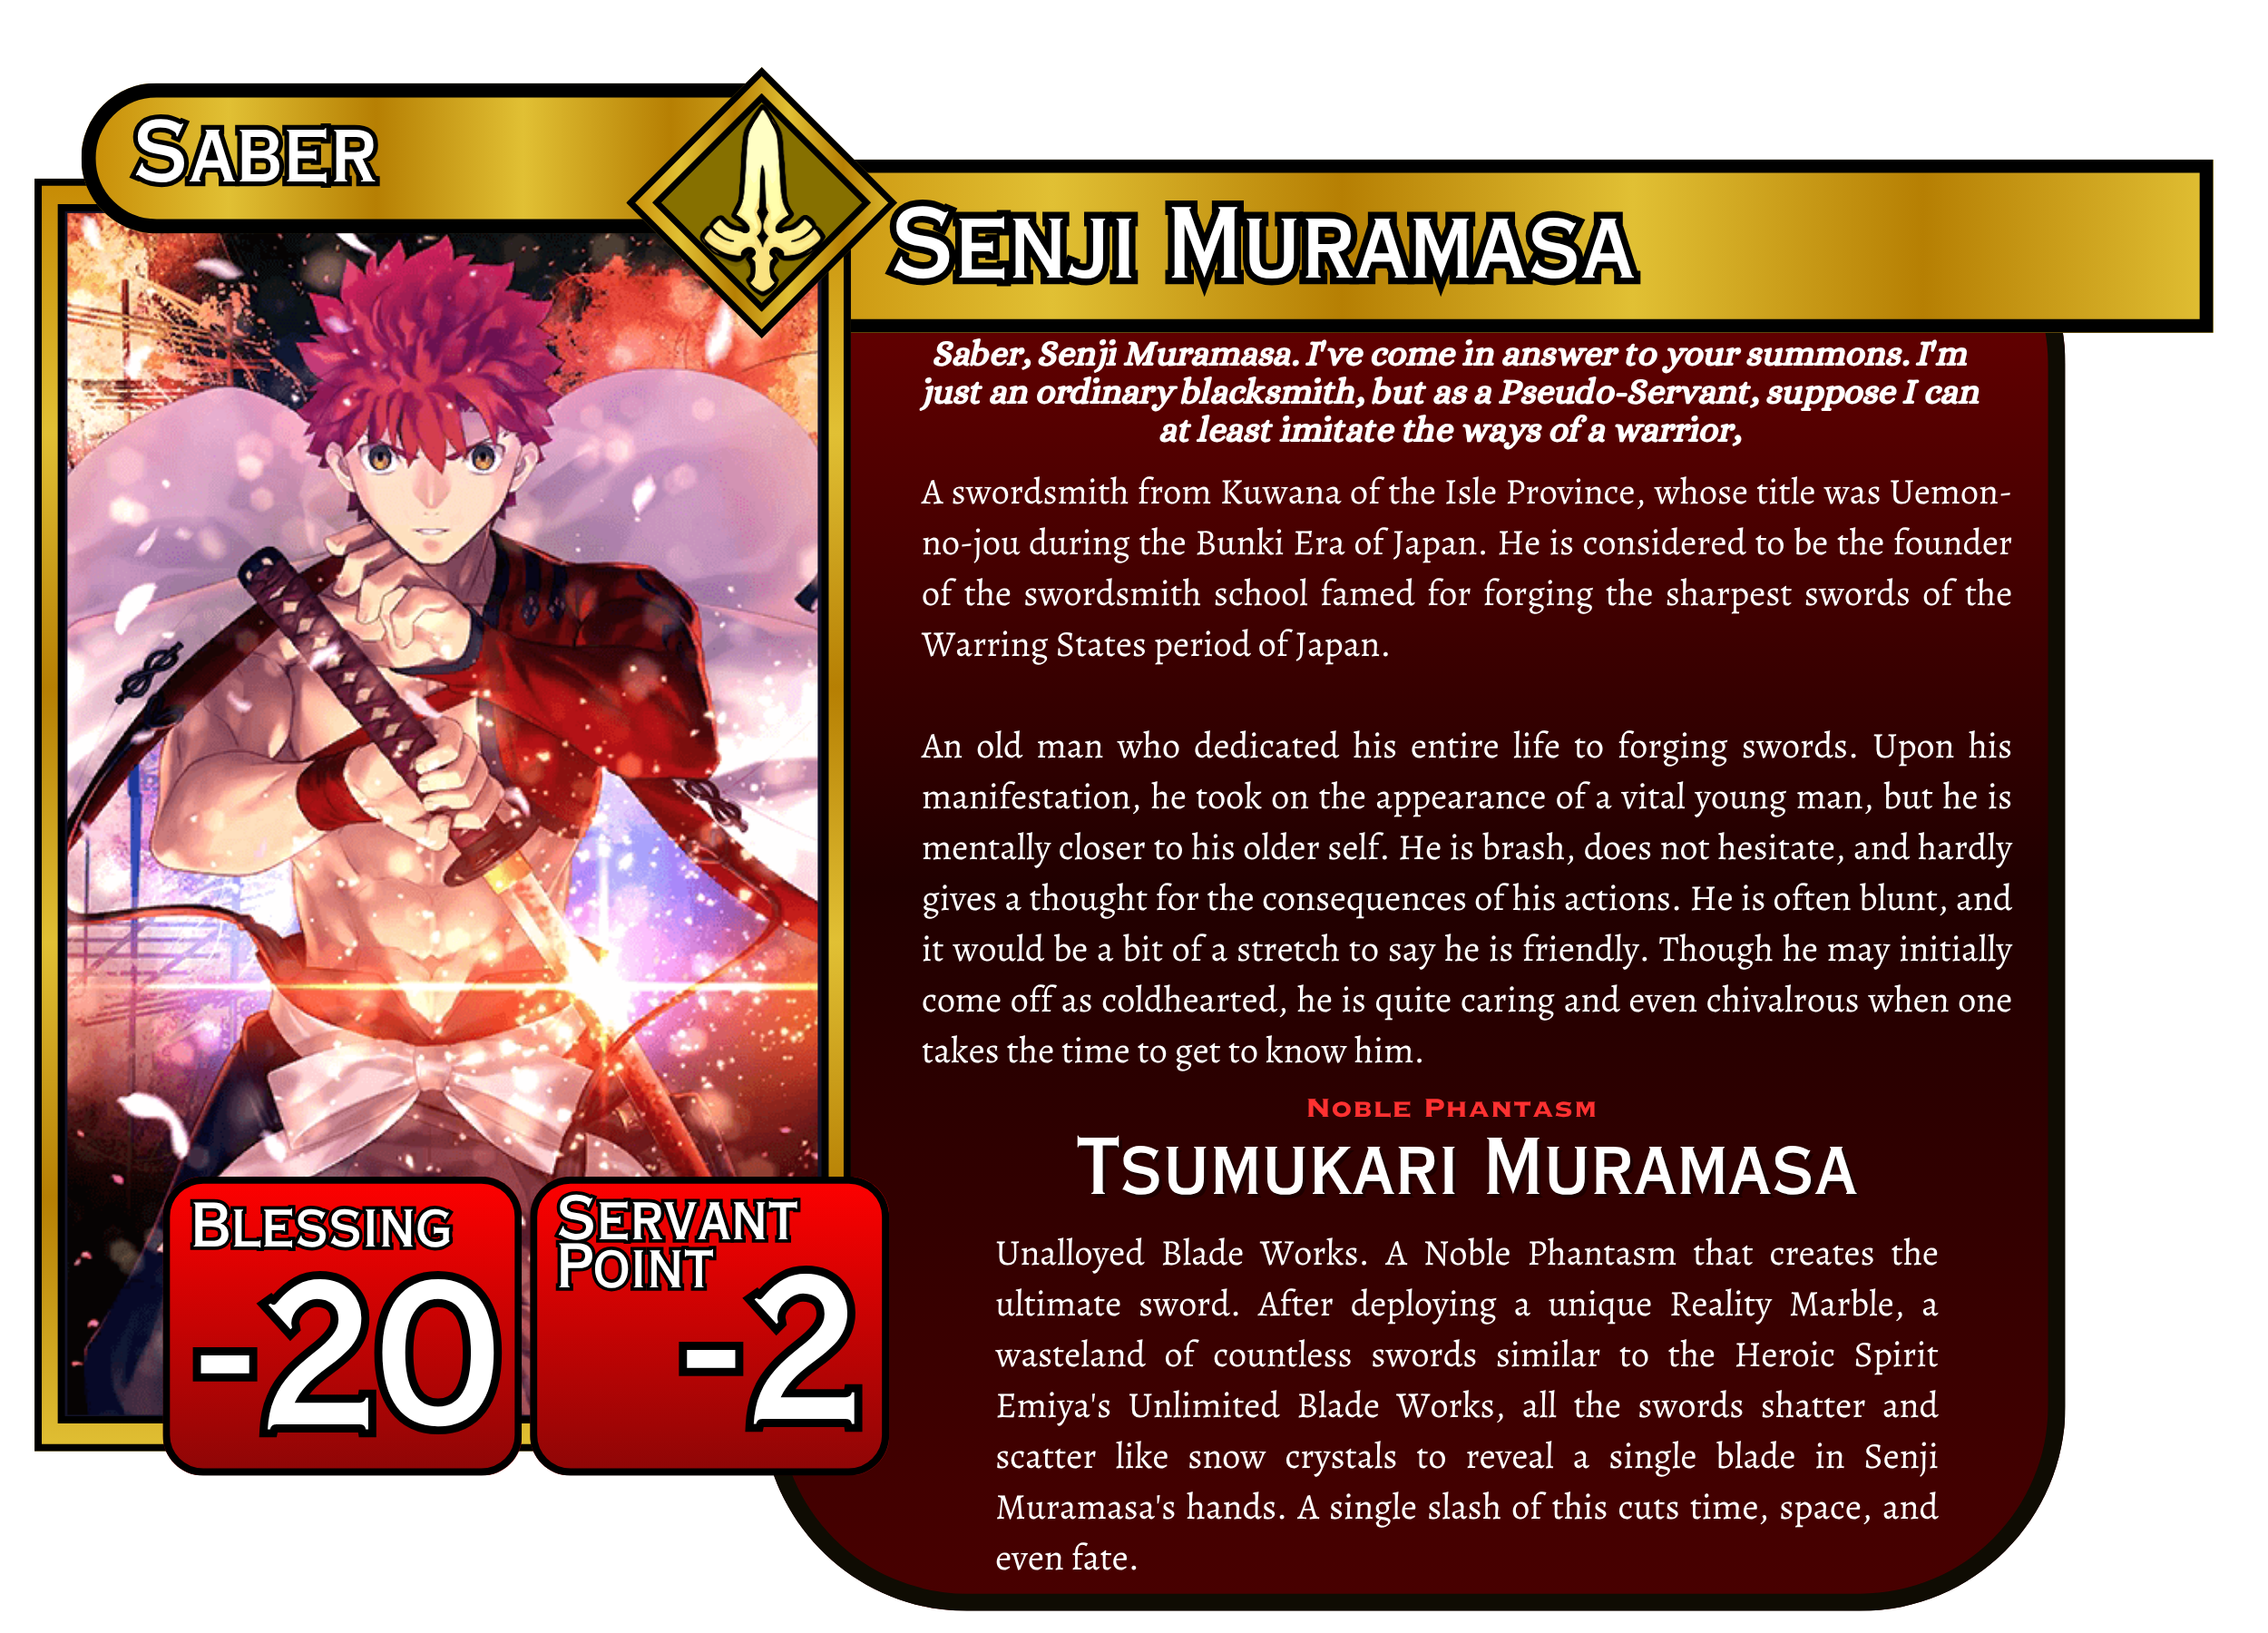 SABER
SENJI MURAMASA
Saber, Senji Muramasa. I've come in answer to your summons. I'm
just an ordinary blacksmith, but as a Pseudo-Servant, suppose I can
at least imitate the ways of a warrior,
A swordsmith from Kuwana of the Isle Province, whose title was Uemon-
no-jou during the Bunki Era of Japan. He is considered to be the founder
of the swordsmith school famed for forging the sharpest swords of the
Warring States period of Japan.
An old man who dedicated his entire life to forging swords. Upon his
manifestation, he took on the appearance of a vital young man, but he is
mentally closer to his older self. He is brash, does not hesitate, and hardly
gives a thought for the consequences of his actions. He is often blunt, and
it would be a bit of a stretch to say he is friendly. Though he may initially
come off as coldhearted, he is quite caring and even chivalrous when one
takes the time to get to know him.
NOBLE PHANTASM
TSUMUKARI MURAMASA
Unalloyed Blade Works. A Noble Phantasm that creates the
ultimate sword. After deploying a unique Reality Marble, a
wasteland of countless swords similar to the Heroic Spirit
Emiya's Unlimited Blade Works, all the swords shatter and
scatter like snow crystals to reveal a single blade in Senji
Muramasa's hands. A single slash of this cuts time, space, and
even fate.
BLESSING
-20
SERVANT
POINT
-2